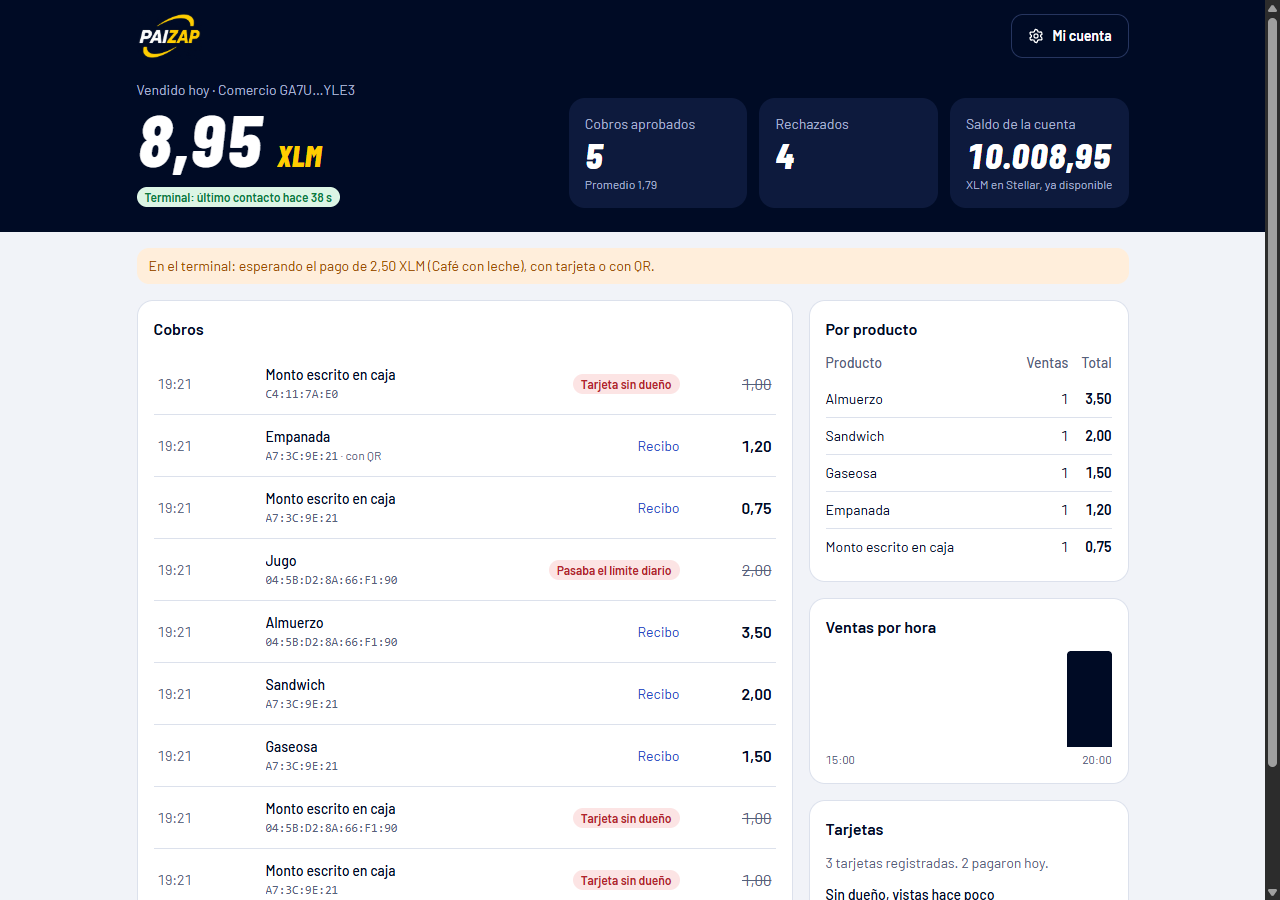 PAIZAP
Mi cuenta
Vendido hoy · Comercio GA7U…YLE3
8,95 XLM
Terminal: último contacto hace 38 s
Cobros aprobados
5
Promedio 1,79
Rechazados
4
Saldo de la cuenta
10.008,95
XLM en Stellar, ya disponible
En el terminal: esperando el pago de 2,50 XLM (Café con leche), con tarjeta o con QR.
Cobros
19:21 Monto escrito en caja Tarjeta sin dueño 1,00
C4:11:7A:E0
19:21 Empanada Recibo 1,20
A7:3C:9E:21 · con QR
19:21 Monto escrito en caja Recibo 0,75
A7:3C:9E:21
19:21 Jugo Pasaba el límite diario 2,00
04:5B:D2:8A:66:F1:90
19:21 Almuerzo Recibo 3,50
04:5B:D2:8A:66:F1:90
19:21 Sandwich Recibo 2,00
A7:3C:9E:21
19:21 Gaseosa Recibo 1,50
A7:3C:9E:21
19:21 Monto escrito en caja Tarjeta sin dueño 1,00
04:5B:D2:8A:66:F1:90
19:21 Monto escrito en caja Tarjeta sin dueño 1,00
A7:3C:9E:21
Por producto
Producto Ventas Total
Almuerzo 1 3,50
Sandwich 1 2,00
Gaseosa 1 1,50
Empanada 1 1,20
Monto escrito en caja 1 0,75
Ventas por hora
15:00 20:00
Tarjetas
3 tarjetas registradas. 2 pagaron hoy.
Sin dueño, vistas hace poco